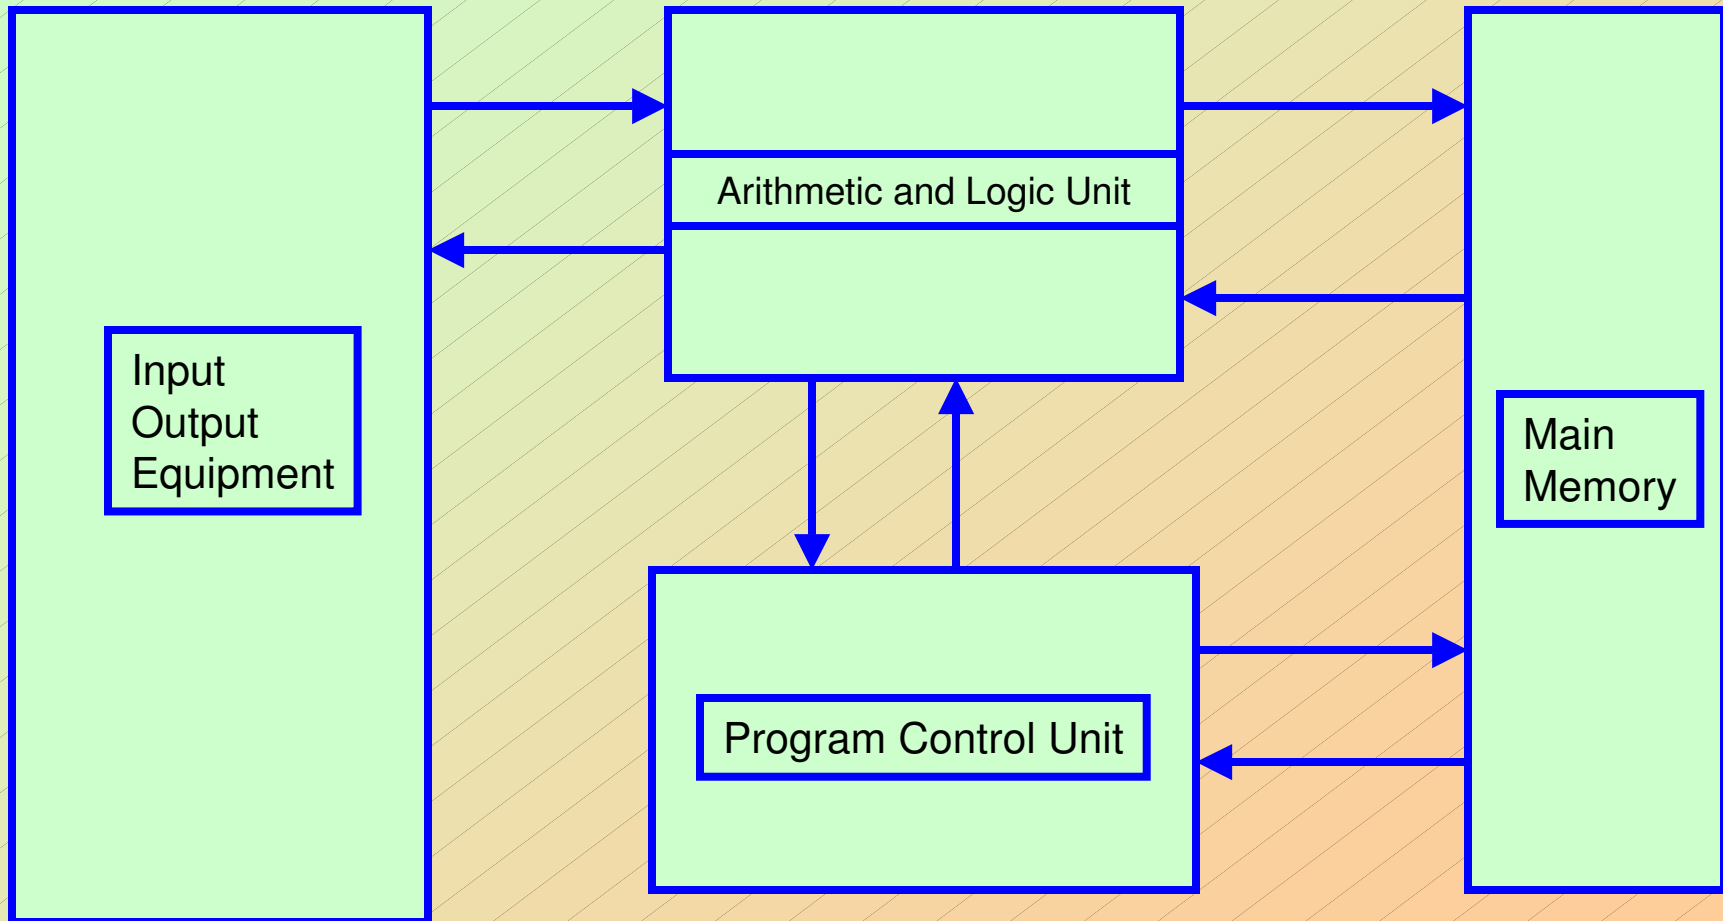 Arithmetic and Logic Unit
Input
Output
Equipment
Main
Memory
Program Control Unit